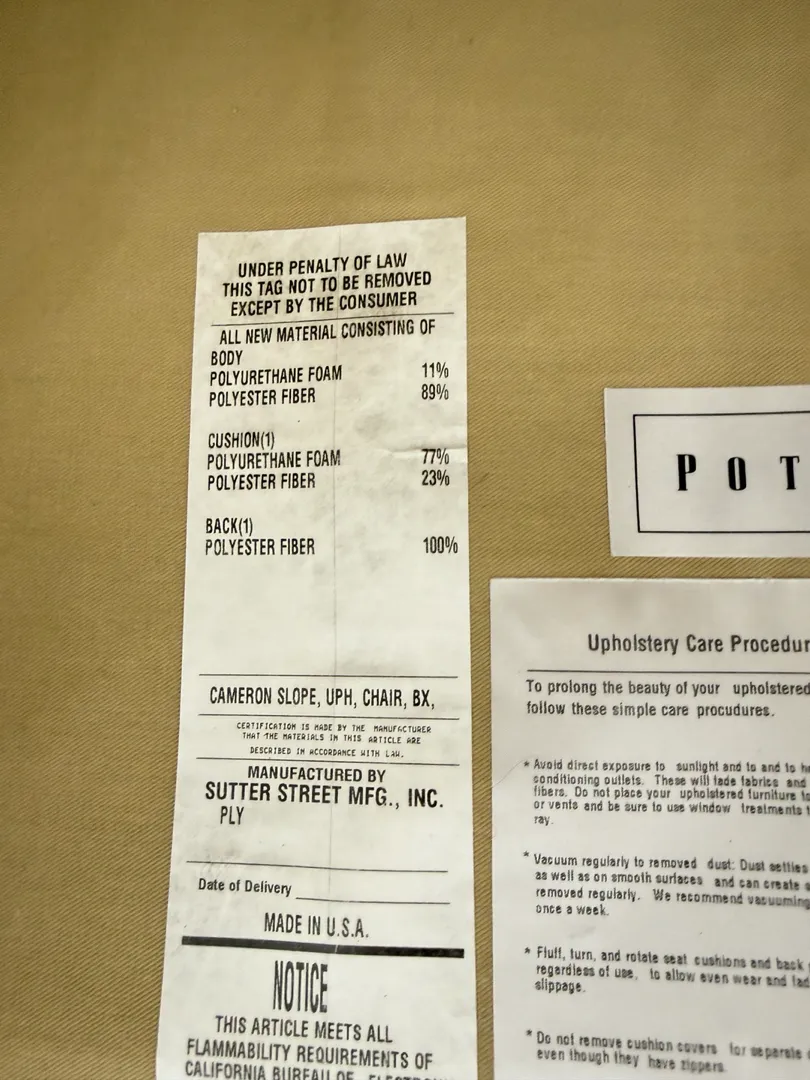 UNDER PENALTY OF LAW
THIS TAG NOT TO BE REMOVED
EXCEPT BY THE CONSUMER
ALL NEW MATERIAL CONSISTING OF
BODY
POLYURETHANE FOAM 11%
POLYESTER FIBER 89%
CUSHION(1)
POLYURETHANE FOAM 77%
POLYESTER FIBER 23%
BACK(1)
POLYESTER FIBER 100%
CAMERON SLOPE, UPH, CHAIR, BX,
CERTIFICATION IS MADE BY THE MANUFACTURER
THAT THE MATERIALS IN THIS ARTICLE ARE
DESCRIBED IN ACCORDANCE WITH LAW.
MANUFACTURED BY
SUTTER STREET MFG., INC.
PLY
Date of Delivery
MADE IN U.S.A.
NOTICE
THIS ARTICLE MEETS ALL
FLAMMABILITY REQUIREMENTS OF
CALIFORNIA BUREAU OF
POT
Upholstery Care
To prolong the beauty of your upholstered
follow these simple care procudures.
* Avoid direct exposure to sunlight and to and to
conditioning outlets. These will fade fabrics and
fibers. Do not place your upholstered furniture
or vents and be sure to use window treatments
ray.
* Vacuum regularly to removed dust: Dust settles
as well as on smooth surfaces and can create
removed regularly. We recommend vacuuming
once a week.
* Fluff, turn, and rotate seat cushions and back
regardless of use, to allow even wear and
slippage.
* Do not remove cushion covers for separate
even though they have zippers.